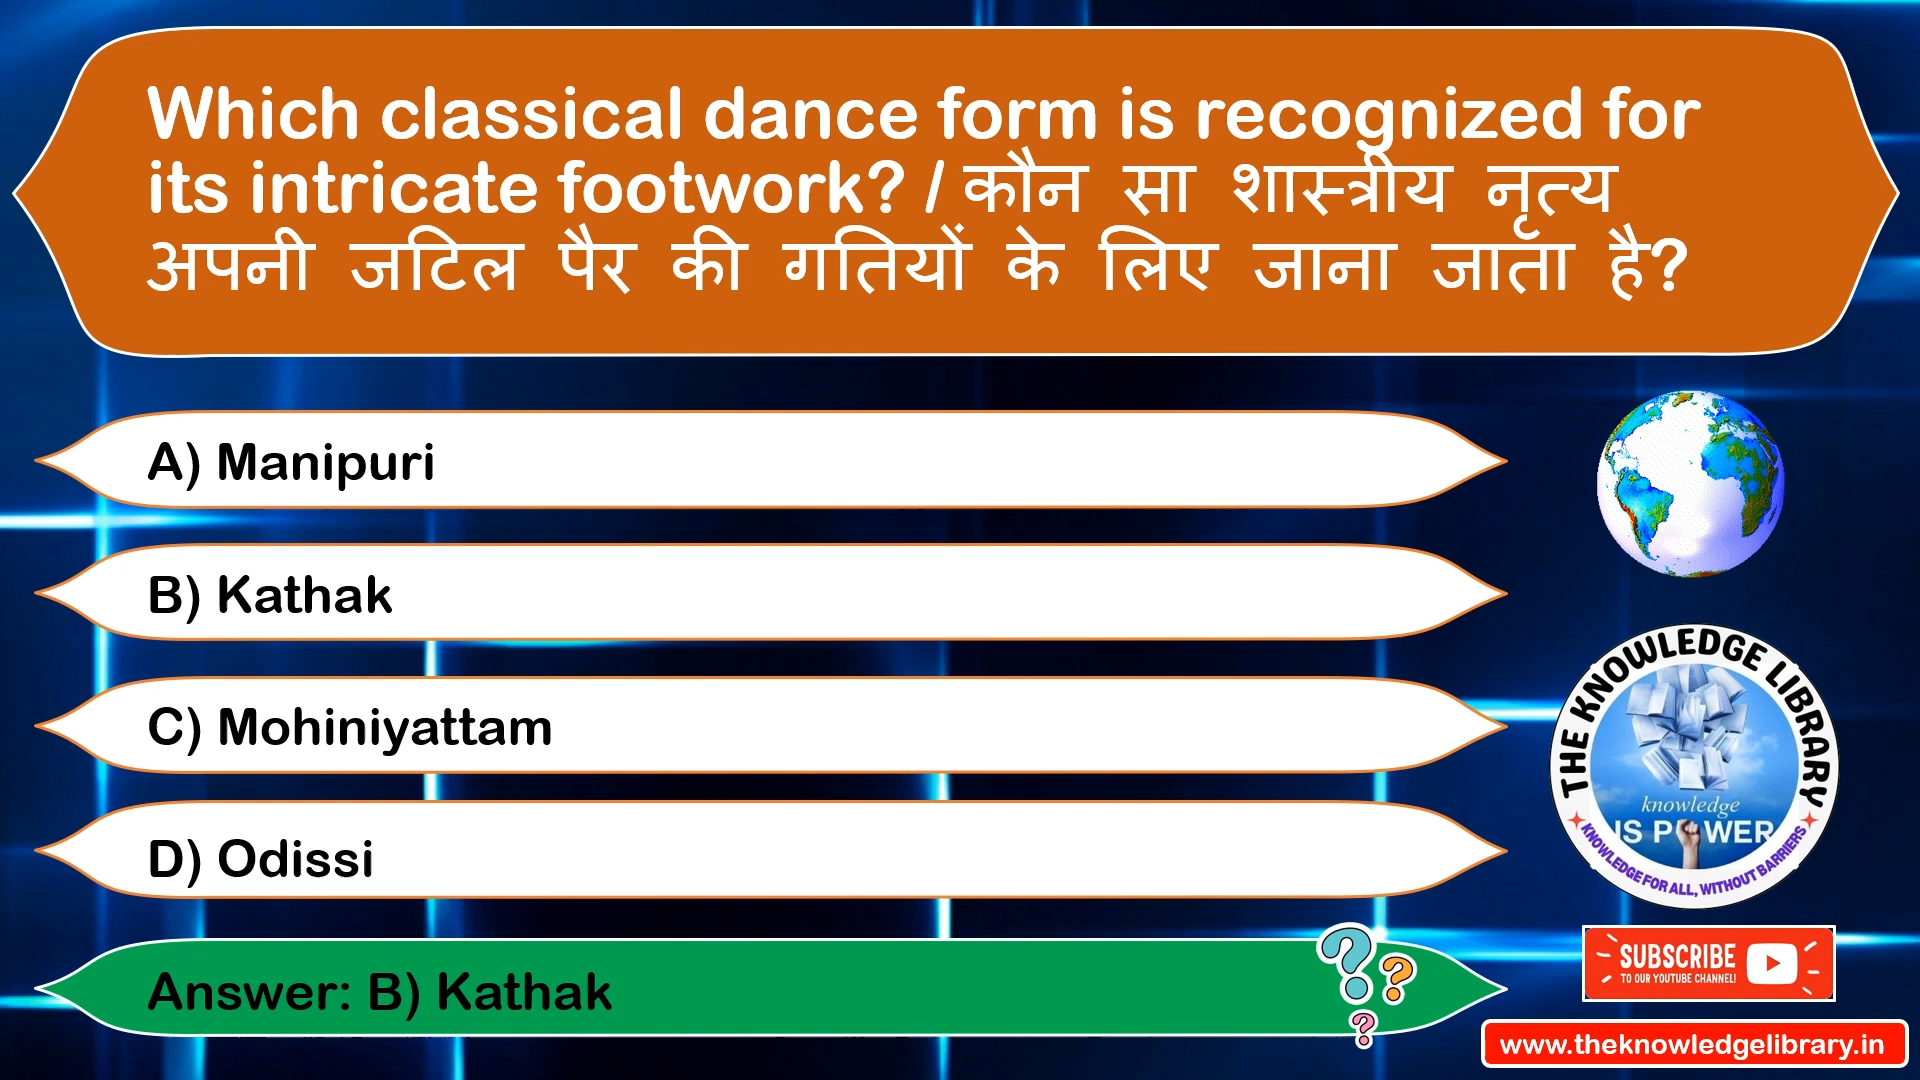 Which classical dance form is recognized for
its intricate footwork? / कौन सा शास्त्रीय नृत्य
अपनी जटिल पैर की गतियों के लिए जाना जाता है?
A) Manipuri
B) Kathak
C) Mohiniyattam
D) Odissi
Answer: B) Kathak
? ? ?
THE KNOWLEDGE LIBRARY
knowledge
IS POWER
KNOWLEDGE FOR ALL, WITHOUT BARRIERS
SUBSCRIBE
TO OUR YOUTUBE CHANNEL!
www.theknowledgelibrary.in